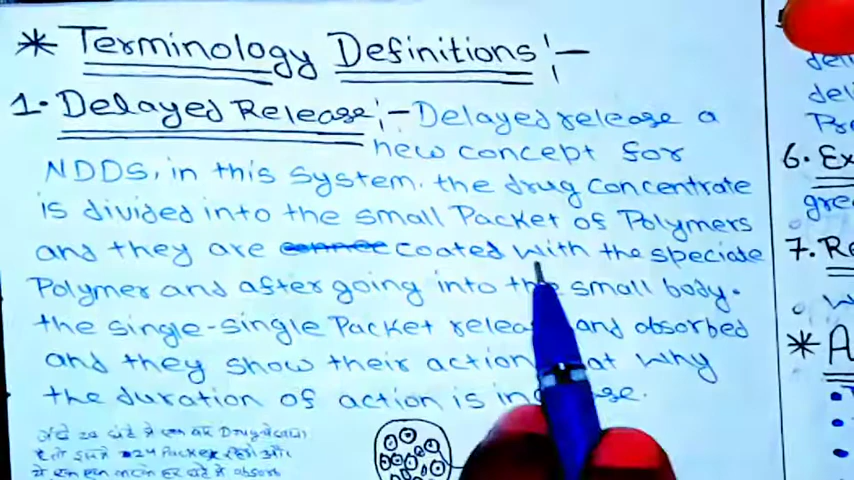 * Terminology Definitions :-
1. Delayed Release :- Delayed release a
new concept for
NDDS, in this system. the drug concentrate
is divided into the small Packet of Polymers
and they are coated with the speciale
Polymer and after going into the small body.
the single-single Packet and absorbed
and they show their action at why
the duration of action is
6. Ex
gre
7. Re
* A